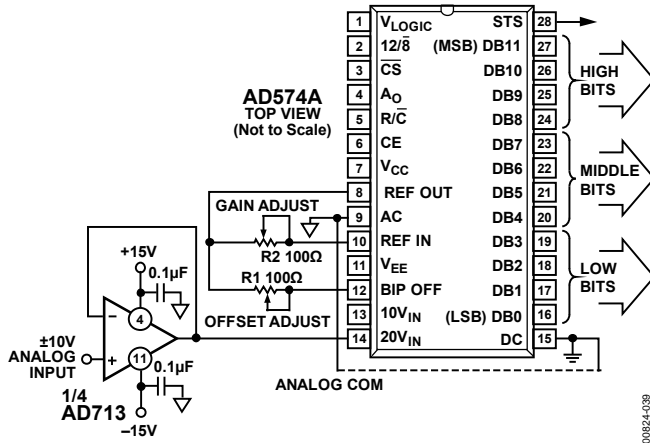 1 VLOGIC STS 28
2 12/8̅ (MSB) DB11 27
3 C̅S̅ DB10 26
4 AO DB9 25
5 R/C̅ DB8 24
6 CE DB7 23
7 VCC DB6 22
8 REF OUT DB5 21
9 AC DB4 20
10 REF IN DB3 19
11 VEE DB2 18
12 BIP OFF DB1 17
13 10VIN (LSB) DB0 16
14 20VIN DC 15
AD574A
TOP VIEW
(Not to Scale)
HIGH
BITS
MIDDLE
BITS
LOW
BITS
GAIN ADJUST
R2 100Ω
R1 100Ω
OFFSET ADJUST
+15V
0.1µF
4
–
+
±10V
ANALOG
INPUT
11
0.1µF
1/4
AD713
–15V
ANALOG COM
00824-039